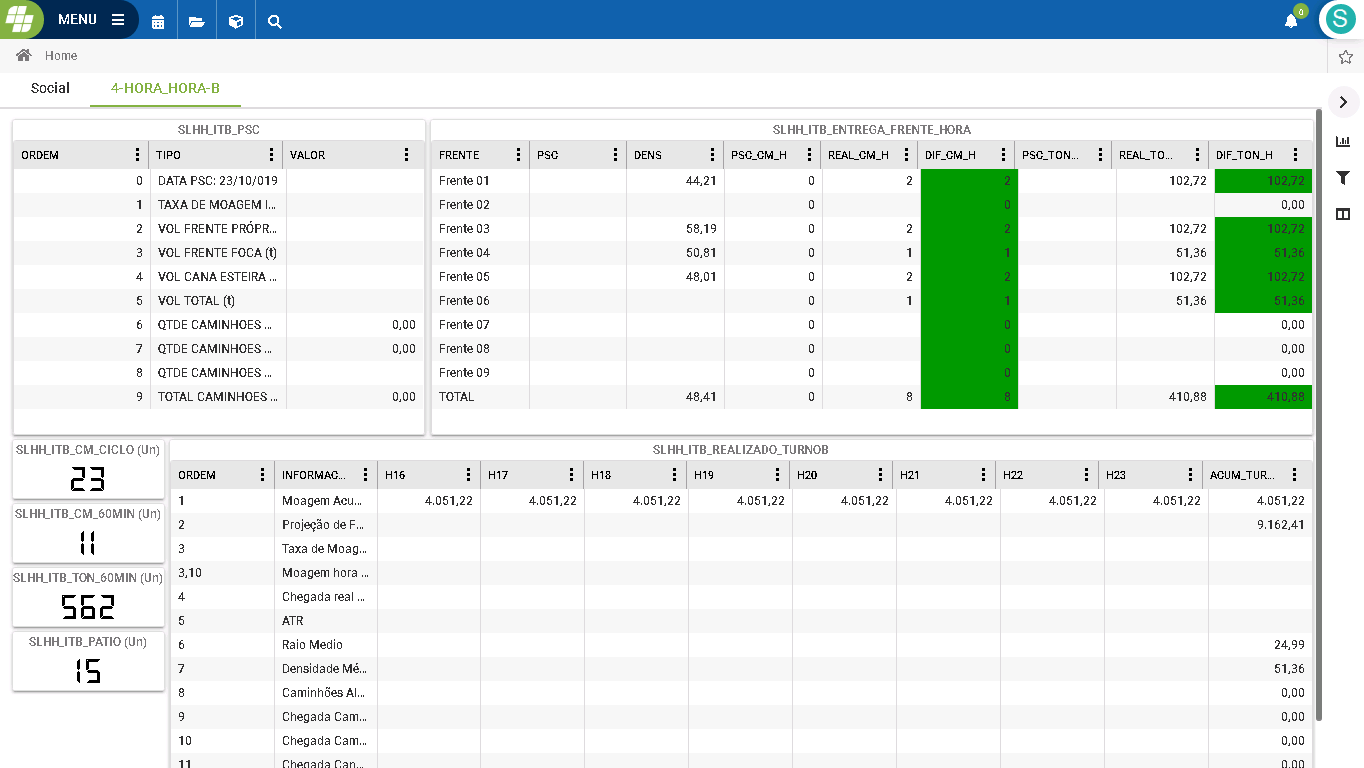 MENU
0
S
Home
Social 4-HORA_HORA-B
SLHH_ITB_PSC
ORDEM TIPO VALOR
0 DATA PSC: 23/10/019
1 TAXA DE MOAGEM I...
2 VOL FRENTE PRÓPR...
3 VOL FRENTE FOCA (t)
4 VOL CANA ESTEIRA ...
5 VOL TOTAL (t)
6 QTDE CAMINHOES ... 0,00
7 QTDE CAMINHOES ... 0,00
8 QTDE CAMINHOES ...
9 TOTAL CAMINHOES ... 0,00
SLHH_ITB_ENTREGA_FRENTE_HORA
FRENTE PSC DENS PSC_CM_H REAL_CM_H DIF_CM_H PSC_TON... REAL_TO... DIF_TON_H
Frente 01 44,21 0 2 2 102,72 102,72
Frente 02 0 0 0,00
Frente 03 58,19 0 2 2 102,72 102,72
Frente 04 50,81 0 1 1 51,36 51,36
Frente 05 48,01 0 2 2 102,72 102,72
Frente 06 0 1 1 51,36 51,36
Frente 07 0 0 0,00
Frente 08 0 0 0,00
Frente 09 0 0 0,00
TOTAL 48,41 0 8 8 410,88 410,88
SLHH_ITB_CM_CICLO (Un)
23
SLHH_ITB_CM_60MIN (Un)
11
SLHH_ITB_TON_60MIN (Un)
562
SLHH_ITB_PATIO (Un)
15
SLHH_ITB_REALIZADO_TURNOB
ORDEM INFORMAC... H16 H17 H18 H19 H20 H21 H22 H23 ACUM_TUR...
1 Moagem Acu... 4.051,22 4.051,22 4.051,22 4.051,22 4.051,22 4.051,22 4.051,22 4.051,22 4.051,22
2 Projeção de F... 9.162,41
3 Taxa de Moag...
3,10 Moagem hora ...
4 Chegada real ...
5 ATR
6 Raio Medio 24,99
7 Densidade Mé... 51,36
8 Caminhões Al... 0,00
9 Chegada Cam... 0,00
10 Chegada Cam... 0,00
11 Chegada Can... 0,00